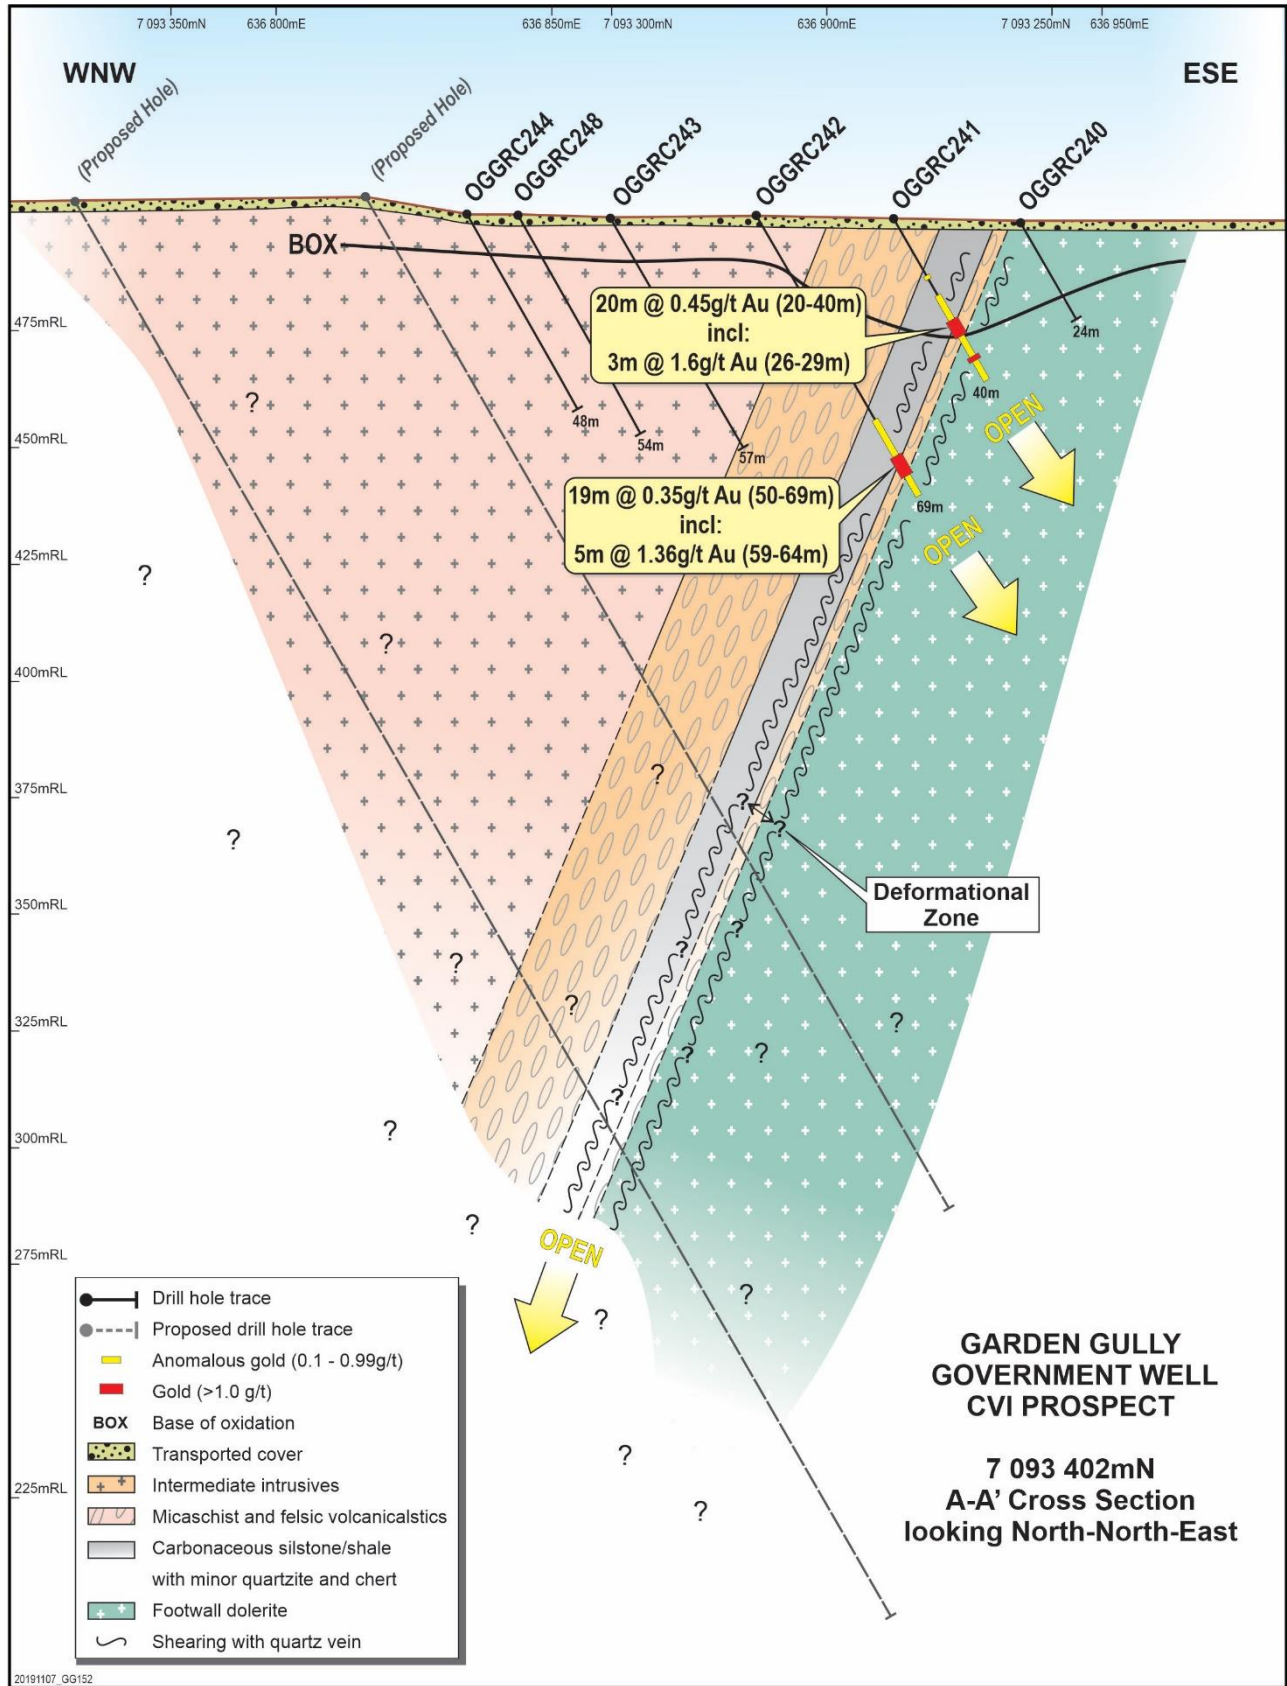 7 093 350mN
636 800mE
636 850mE
7 093 300mN
636 900mE
7 093 250mN
636 950mE
WNW
ESE
(Proposed Hole)
(Proposed Hole)
OGGRC244
OGGRC248
OGGRC243
OGGRC242
OGGRC241
OGGRC240
BOX
20m @ 0.45g/t Au (20-40m)
incl:
3m @ 1.6g/t Au (26-29m)
475mRL
24m
40m
48m
54m
57m
OPEN
450mRL
19m @ 0.35g/t Au (50-69m)
incl:
5m @ 1.36g/t Au (59-64m)
69m
OPEN
?
425mRL
?
?
400mRL
?
375mRL
?
?
?
Deformational
Zone
350mRL
?
?
?
?
325mRL
?
?
?
?
300mRL
?
?
?
275mRL
OPEN
?
?
Drill hole trace
Proposed drill hole trace
Anomalous gold (0.1 - 0.99g/t)
Gold (>1.0 g/t)
BOX Base of oxidation
Transported cover
Intermediate intrusives
Micaschist and felsic volcanicalstics
Carbonaceous silstone/shale
with minor quartzite and chert
Footwall dolerite
Shearing with quartz vein
225mRL
?
?
GARDEN GULLY
GOVERNMENT WELL
CVI PROSPECT
7 093 402mN
A-A' Cross Section
looking North-North-East
20191107_GG152